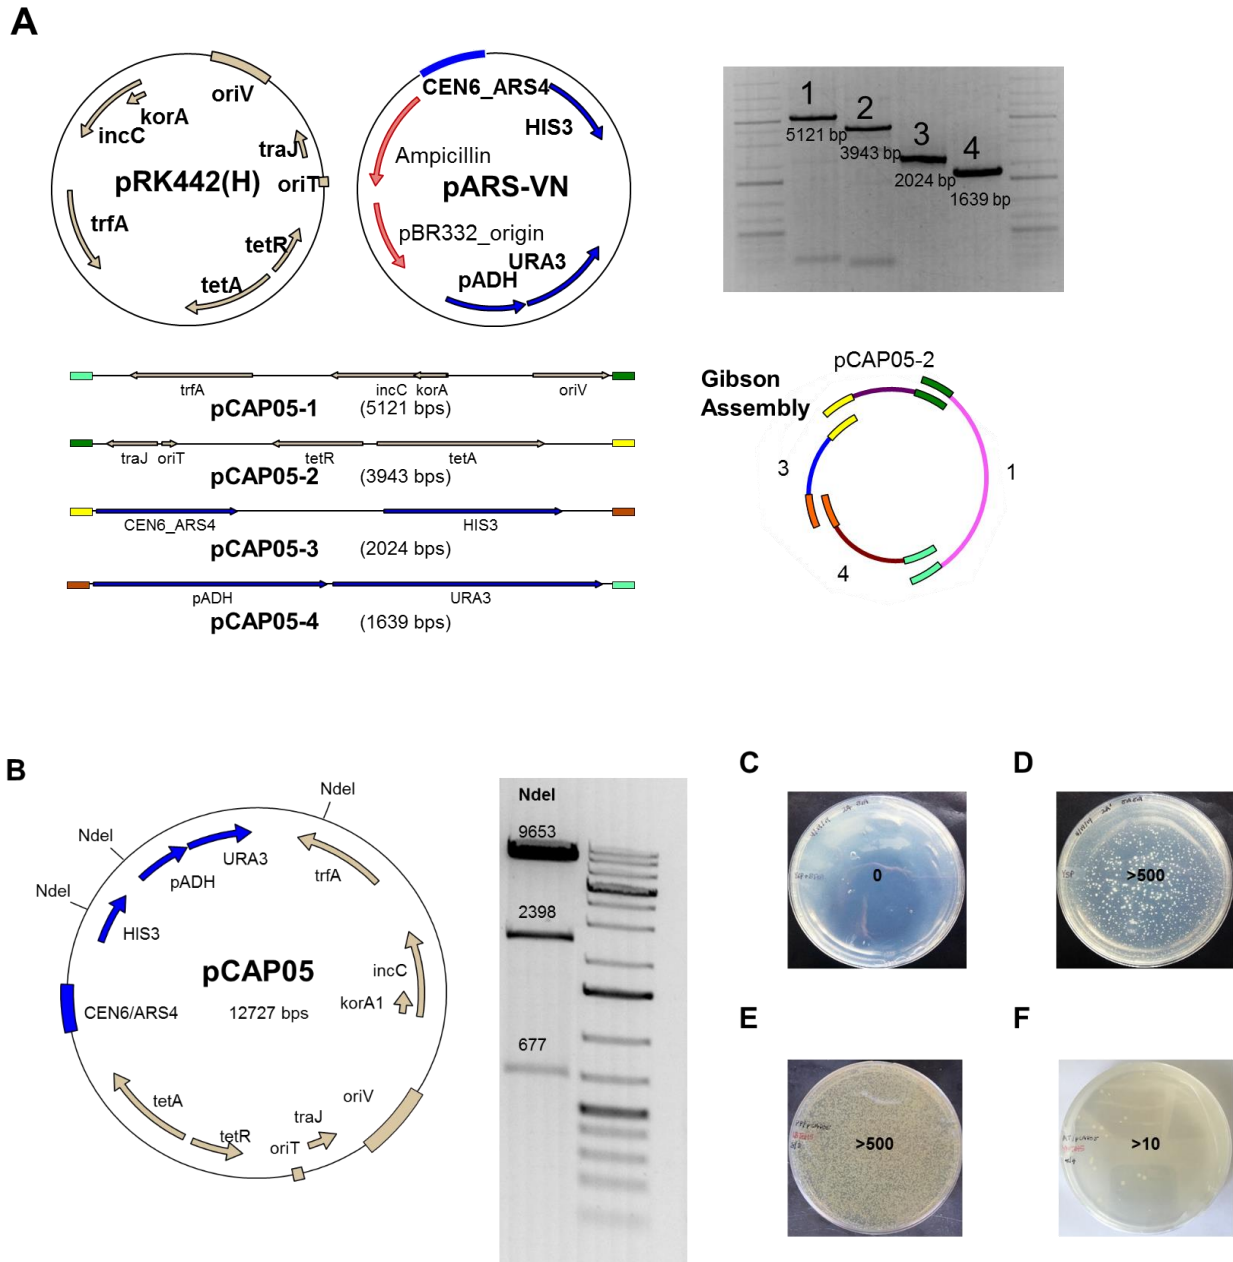 A
oriV
korA
incC
traJ
pRK442(H)
oriT
trfA
tetR
tetA
CEN6_ARS4
HIS3
Ampicillin
pARS-VN
pBR332_origin
URA3
pADH
1
2
3
4
5121 bp
3943 bp
2024 bp
1639 bp
trfA
incC
korA
oriV
pCAP05-1
(5121 bps)
traJ
oriT
tetR
tetA
pCAP05-2
(3943 bps)
CEN6_ARS4
HIS3
pCAP05-3
(2024 bps)
pADH
URA3
pCAP05-4
(1639 bps)
pCAP05-2
Gibson
Assembly
3
1
4
B
NdeI
NdeI
NdeI
URA3
pADH
trfA
HIS3
pCAP05
12727 bps
incC
korA1
CEN6/ARS4
tetA
tetR
oriT
traJ
oriV
NdeI
9653
2398
677
C
0
D
>500
E
>500
F
>10